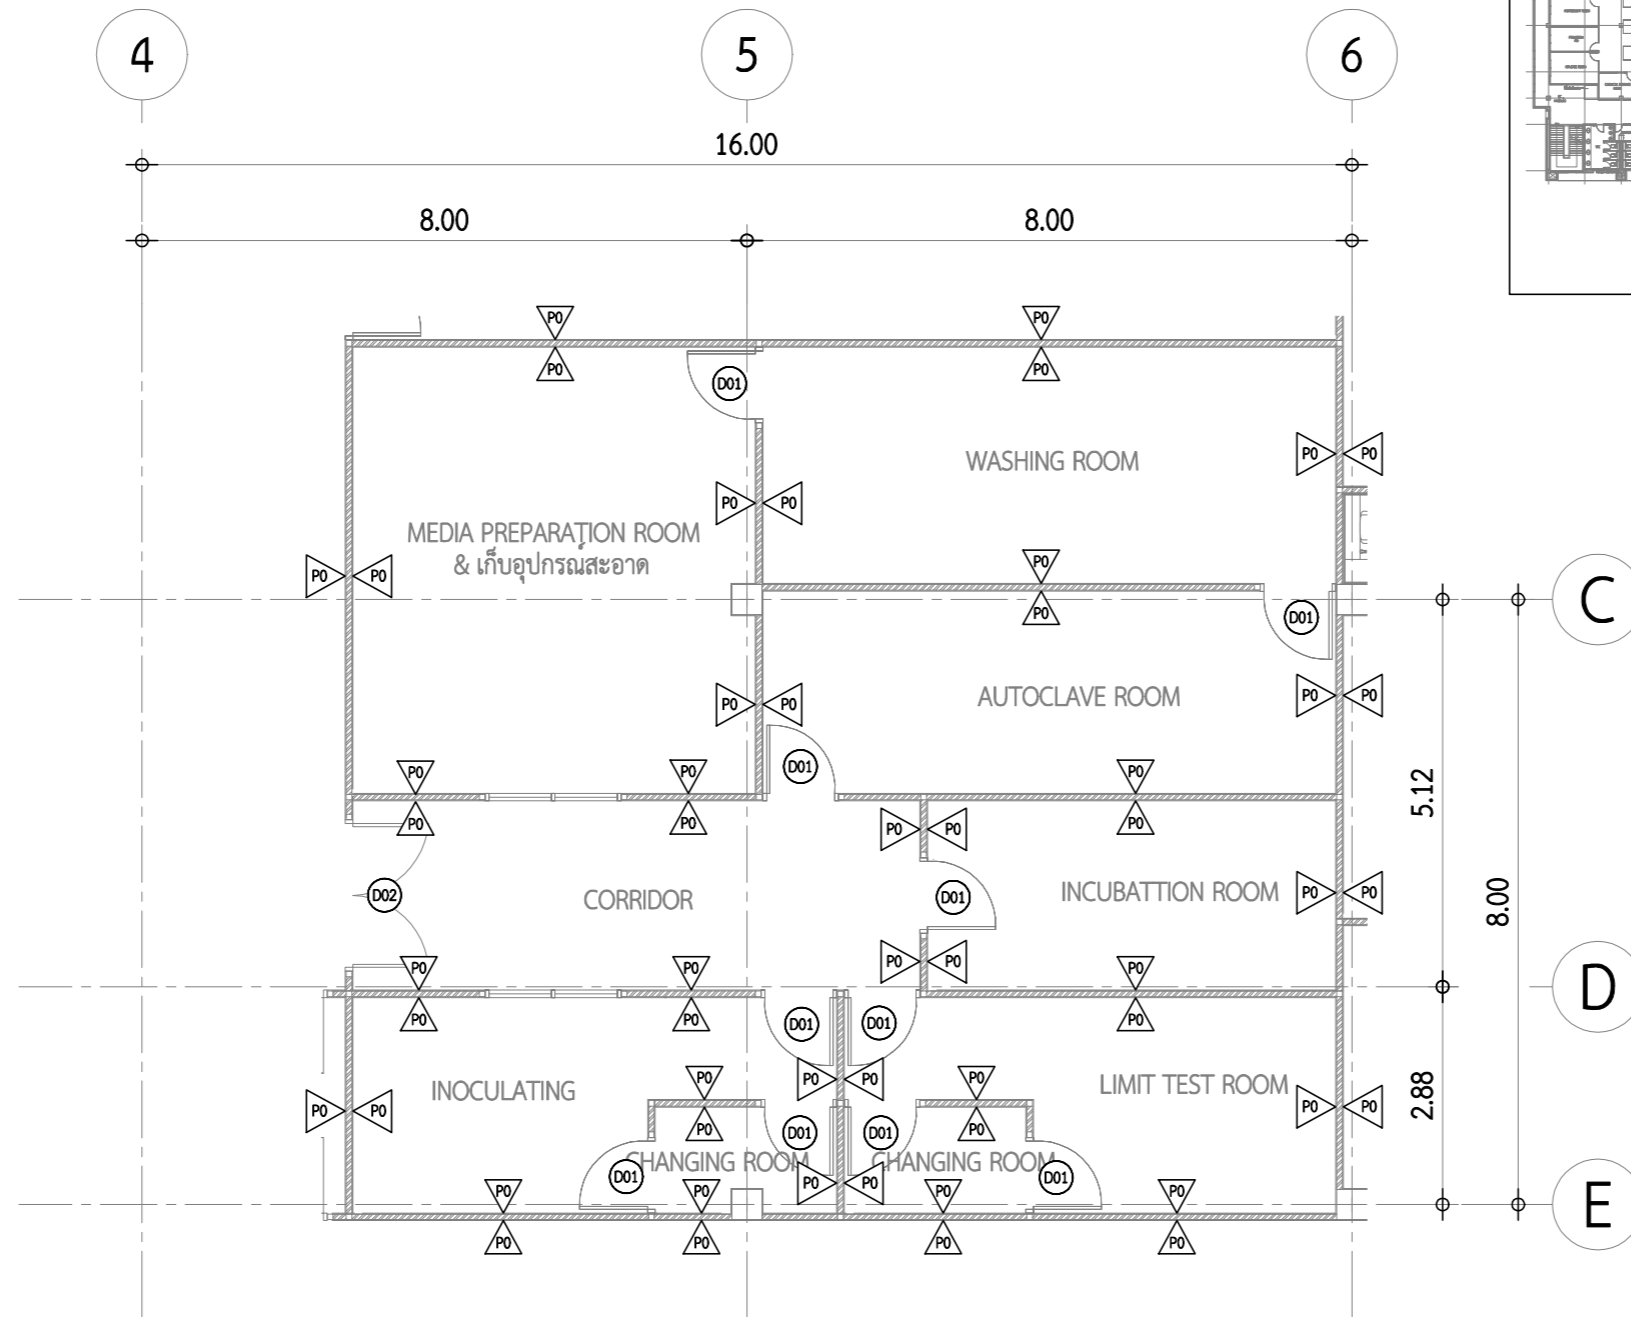 4
5
6
16.00
8.00
8.00
P0
P0
P0
P0
D01
WASHING ROOM
P0
P0
P0
P0
MEDIA PREPARATION ROOM
& เก็บอุปกรณ์สะอาด
P0
P0
P0
P0
C
D01
AUTOCLAVE ROOM
P0
P0
P0
P0
D01
P0
P0
P0
P0
P0
P0
5.12
P0
P0
D02
CORRIDOR
D01
INCUBATTION ROOM
P0
P0
8.00
P0
P0
P0
P0
P0
P0
P0
P0
D
D01
D01
INOCULATING
P0
P0
P0
P0
LIMIT TEST ROOM
2.88
P0
P0
P0
P0
P0
P0
D01
D01
CHANGING ROOM
CHANGING ROOM
D01
D01
P0
P0
P0
P0
P0
P0
E
P0
P0
P0
P0